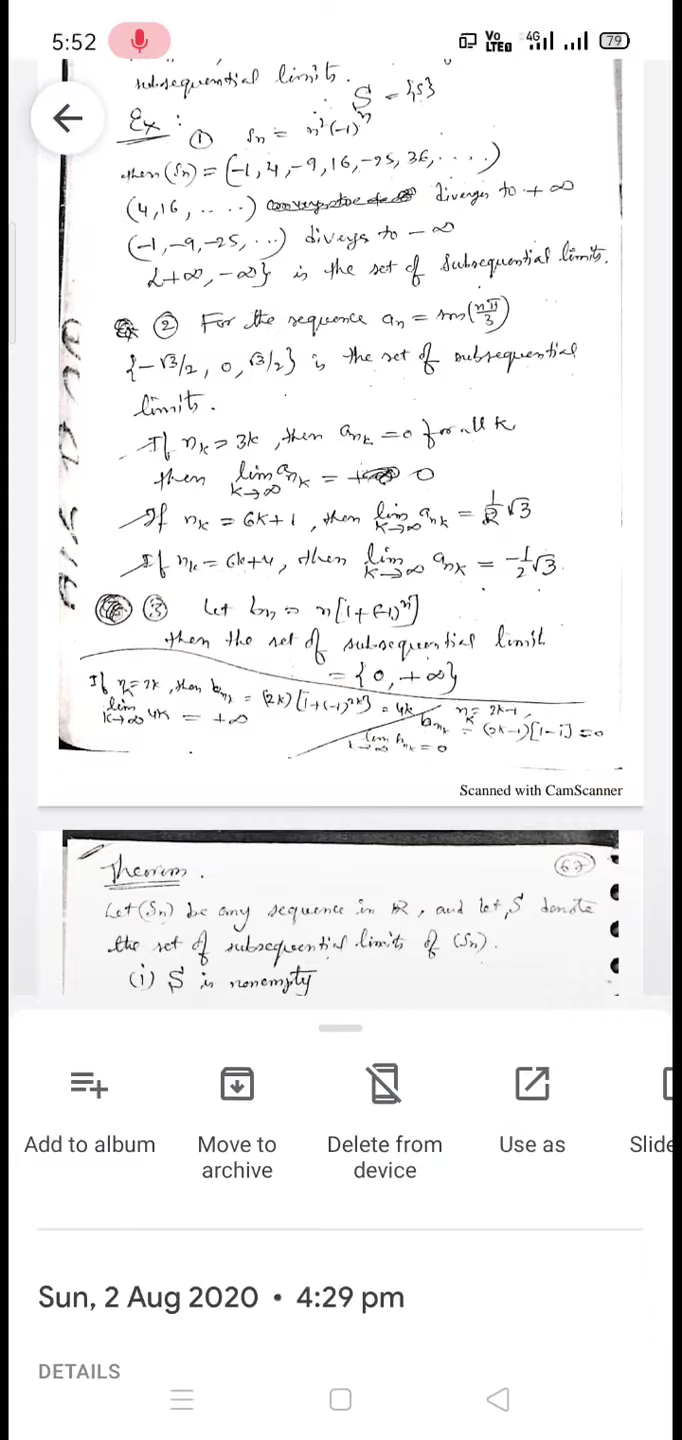 5:52
Vo LTE 4G 79
subsequential limits.
∴ S = {s}
Ex : ① Sn = n²(-1)ⁿ
then (Sn) = (-1, 4, -9, 16, -25, 36, ....)
(4, 16, ....) diverges to +∞
(-1, -9, -25, ...) diverges to -∞
{+∞, -∞} is the set of Subsequential limits.
② For the sequence an = sin(nπ/3)
{-√3/2, 0, √3/2} is the set of subsequential
limits.
If nk = 3k, then ank = 0 for all k
then lim k→∞ ank = 0
If nk = 6k+1, then lim k→∞ ank = 1/2 √3
If nk = 6k+4, then lim k→∞ ank = -1/2 √3.
③ Let bn = n[1+(-1)ⁿ]
then the set of subsequential limit
= {0, +∞}
If nk = 2k, then bnk = (2k)[1+(-1)^2k] = 4k
lim k→∞ 4k = +∞
nk = 2k-1,
bnk = (2k-1)[1-1] = 0
lim k→∞ bnk = 0
Scanned with CamScanner
Theorem.
67
Let (Sn) be any sequence in R, and let, S denote
the set of subsequential limits of (Sn).
(i) S is nonempty
Add to album
Move to archive
Delete from device
Use as
Slide
Sun, 2 Aug 2020 • 4:29 pm
DETAILS